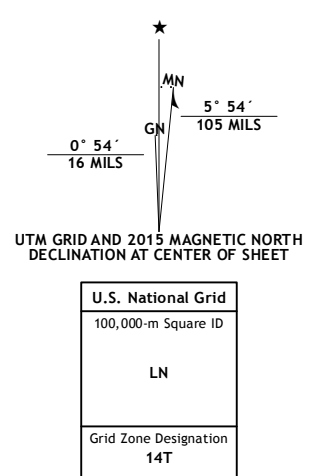 ★
MN
GN
5° 54´
105 MILS
0° 54´
16 MILS
UTM GRID AND 2015 MAGNETIC NORTH
DECLINATION AT CENTER OF SHEET
U.S. National Grid
100,000-m Square ID
LN
Grid Zone Designation
14T